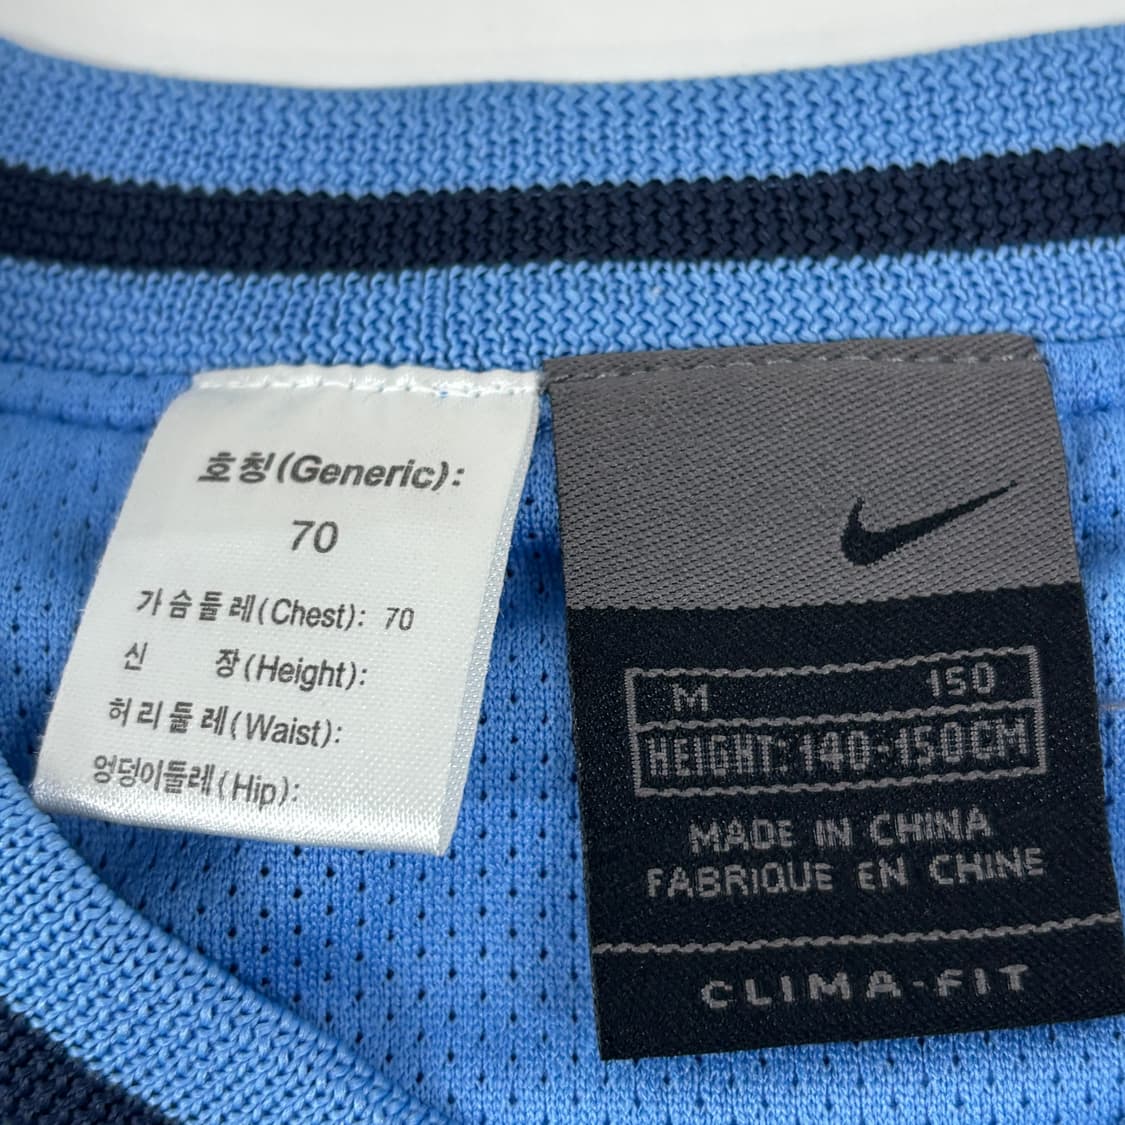 호칭(Generic):
70
가슴둘레(Chest): 70
신 장(Height):
허리둘레(Waist):
엉덩이둘레(Hip):
M 150
HEIGHT: 140-150CM
MADE IN CHINA
FABRIQUE EN CHINE
CLIMA-FIT